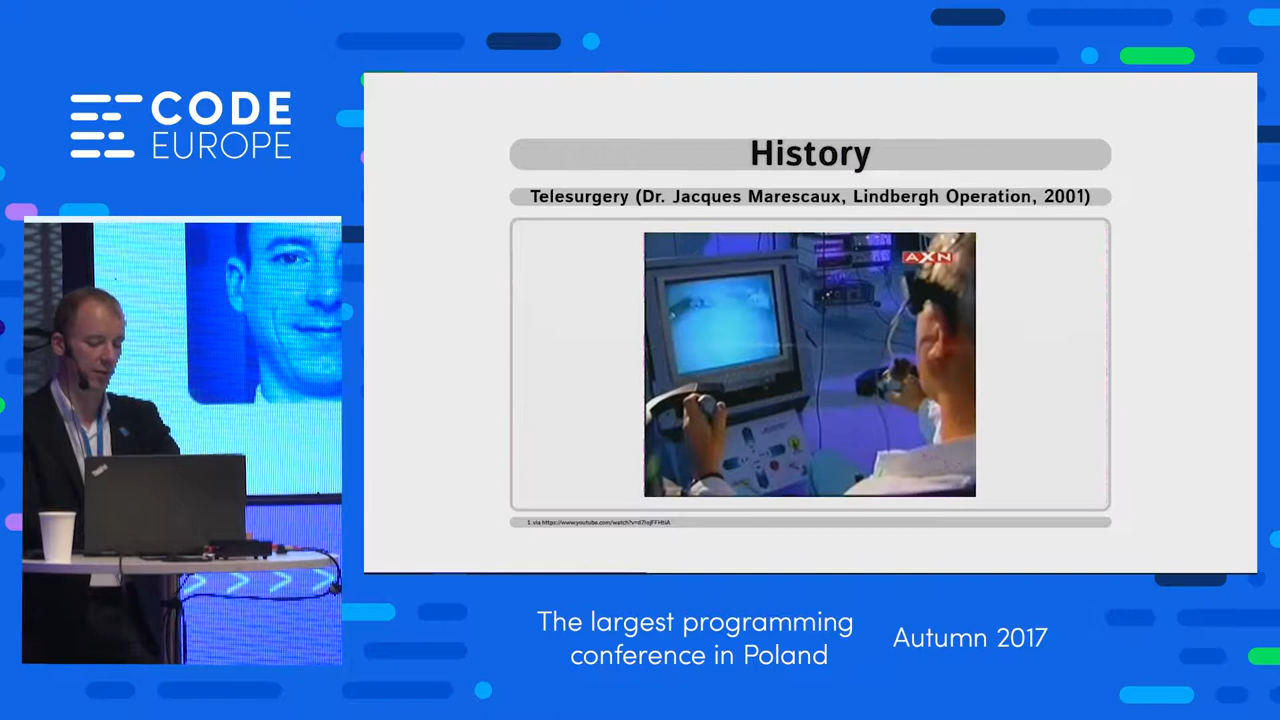 CODE
EUROPE
History
Telesurgery (Dr. Jacques Marescaux, Lindbergh Operation, 2001)
AXN
The largest programming
conference in Poland
Autumn 2017